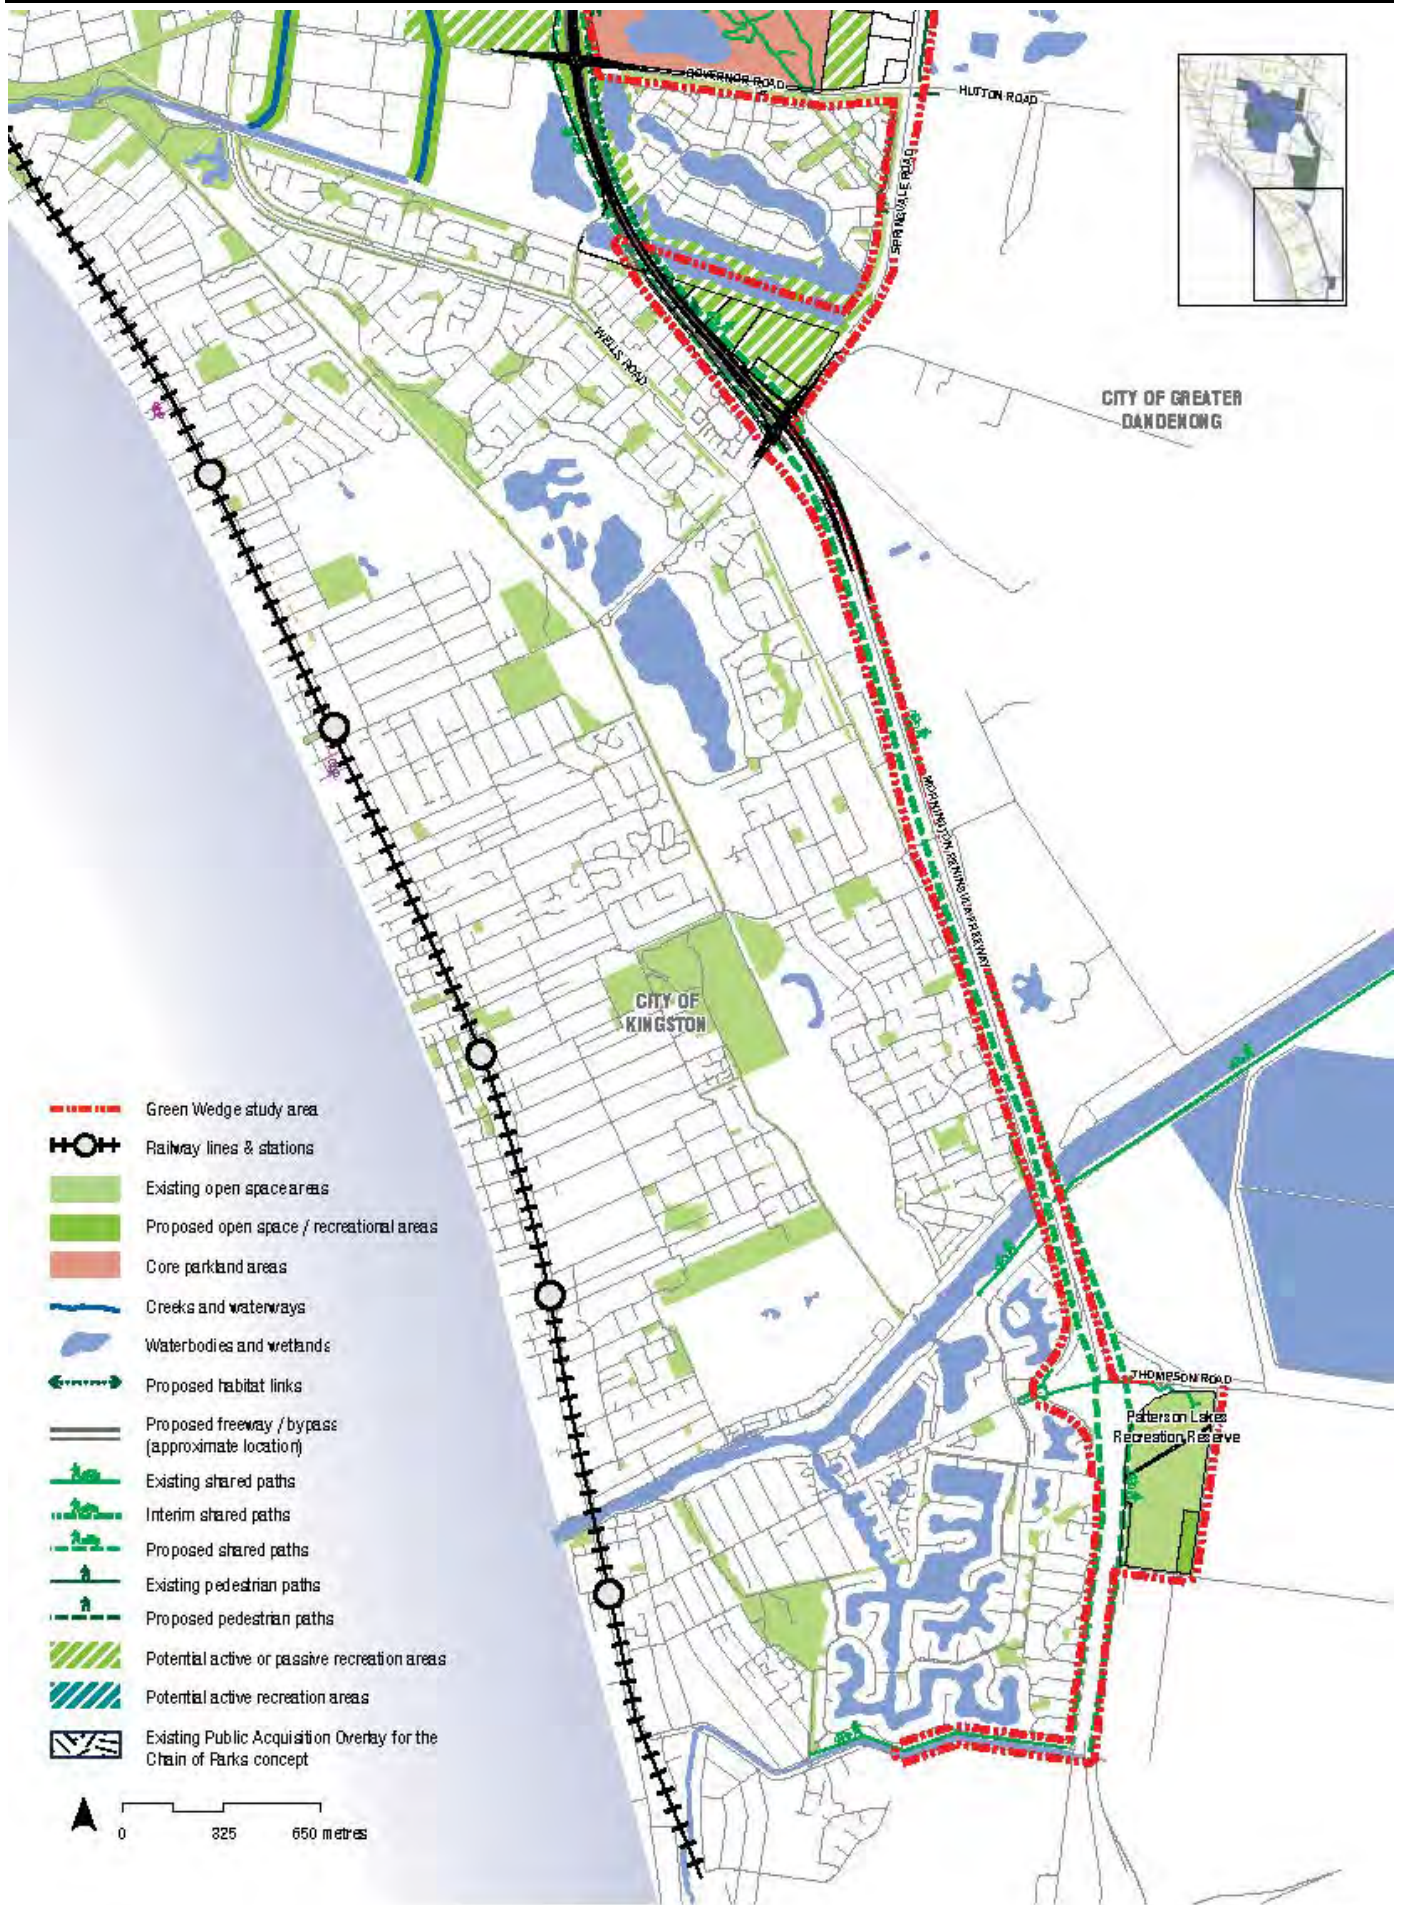 GOVERNOR ROAD
HUTTON ROAD
SPRINGVALE ROAD
WELLS ROAD
CITY OF GREATER
DANDENONG
MORNINGTON PENINSULA FREEWAY
CITY OF
KINGSTON
THOMPSON ROAD
Patterson Lakes
Recreation Reserve
Green Wedge study area
Railway lines & stations
Existing open space areas
Proposed open space / recreational areas
Core parkland areas
Creeks and waterways
Waterbodies and wetlands
Proposed habitat links
Proposed freeway / bypass
(approximate location)
Existing shared paths
Interim shared paths
Proposed shared paths
Existing pedestrian paths
Proposed pedestrian paths
Potential active or passive recreation areas
Potential active recreation areas
Existing Public Acquisition Overlay for the
Chain of Parks concept
0 325 650 metres